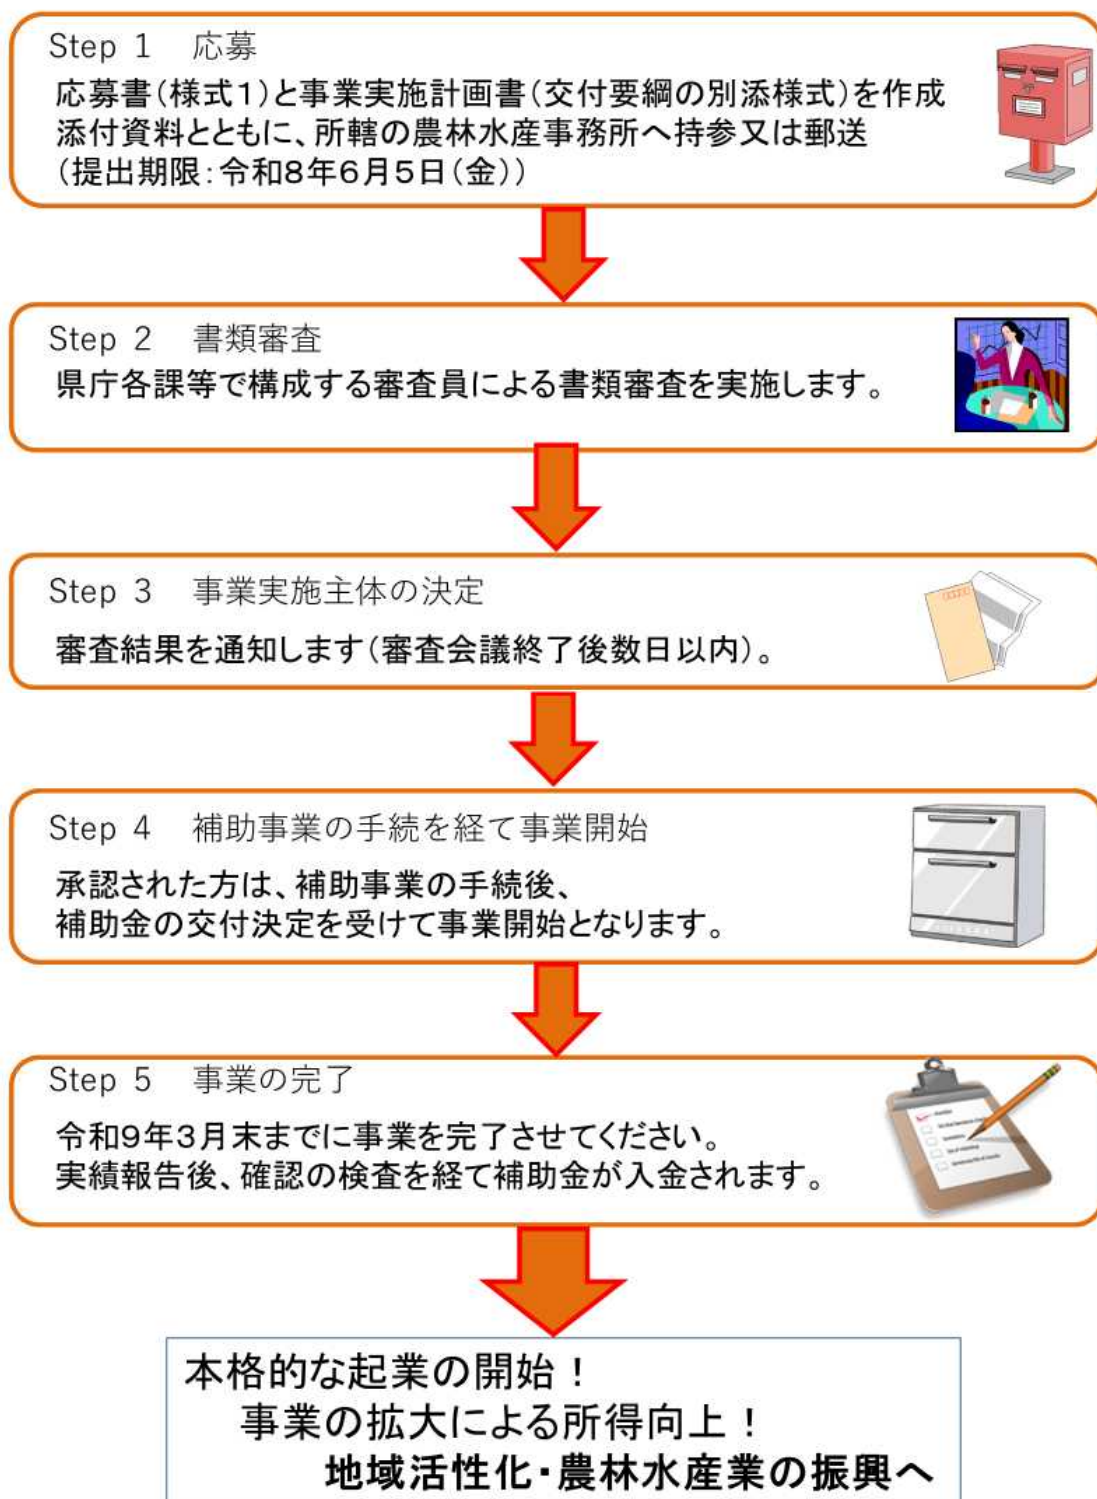 Step 1 応募
応募書(様式1)と事業実施計画書(交付要綱の別添様式)を作成
添付資料とともに、所轄の農林水産事務所へ持参又は郵送
(提出期限:令和8年6月5日(金))
Step 2 書類審査
県庁各課等で構成する審査員による書類審査を実施します。
Step 3 事業実施主体の決定
審査結果を通知します(審査会議終了後数日以内)。
Step 4 補助事業の手続を経て事業開始
承認された方は、補助事業の手続後、
補助金の交付決定を受けて事業開始となります。
Step 5 事業の完了
令和9年3月末までに事業を完了させてください。
実績報告後、確認の検査を経て補助金が入金されます。
本格的な起業の開始！
事業の拡大による所得向上！
地域活性化・農林水産業の振興へ